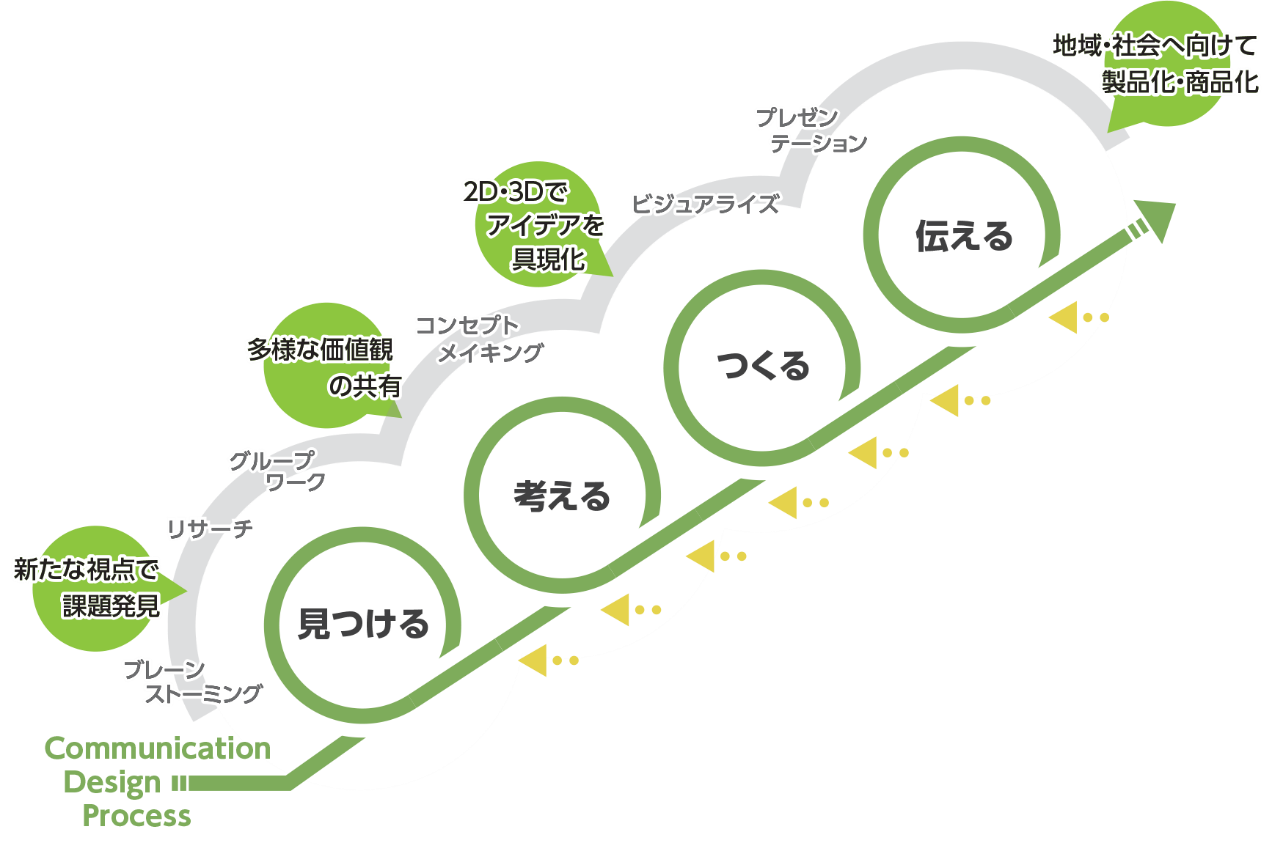 地域・社会へ向けて
製品化・商品化
プレゼン
テーション
2D・3Dで
アイデアを
具現化
ビジュアライズ
伝える
多様な価値観
の共有
コンセプト
メイキング
つくる
グループ
ワーク
リサーチ
考える
新たな視点で
課題発見
見つける
ブレーン
ストーミング
Communication
Design
Process